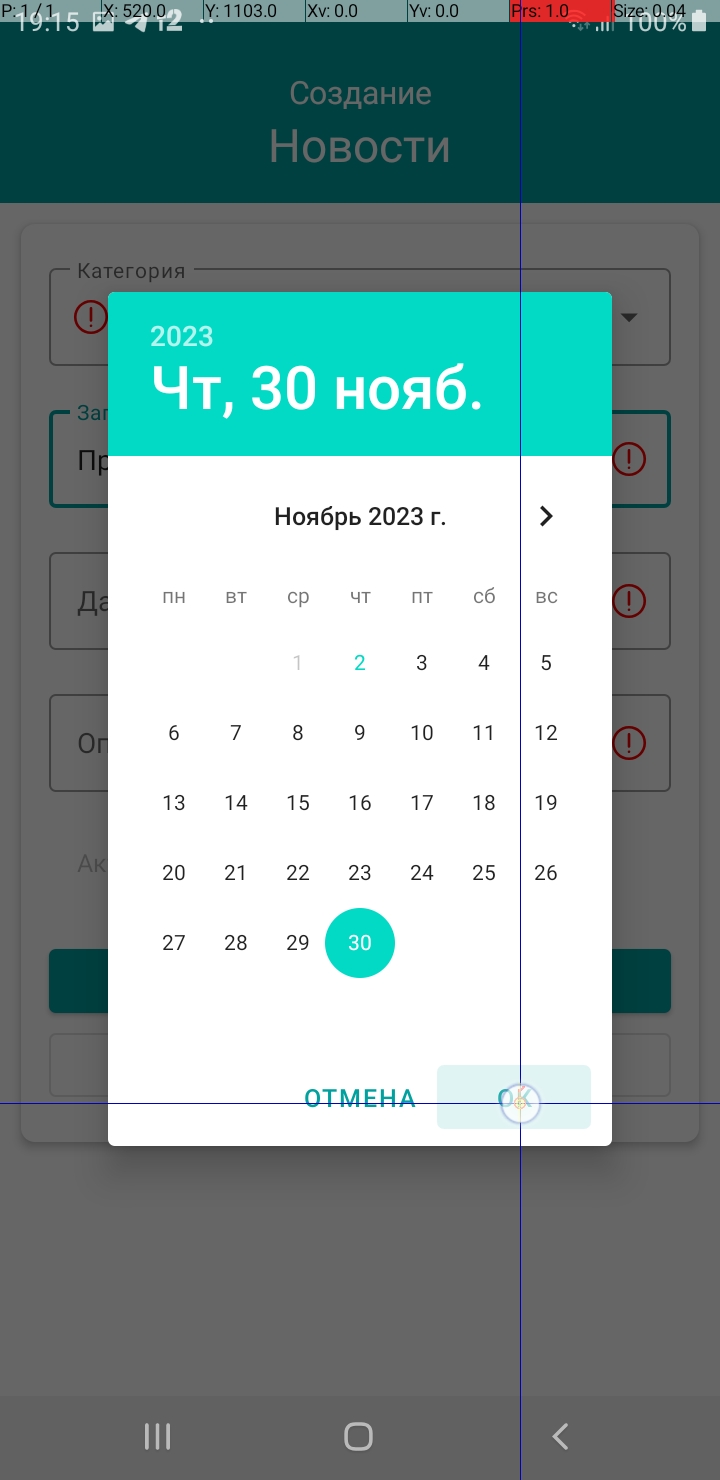 P: 1 / 1 X: 520.0 Y: 1103.0 Xv: 0.0 Yv: 0.0 Prs: 1.0 Size: 0.04
19:15 100%
Создание
Новости
Категория
2023
Чт, 30 нояб.
Заг
Пр
Ноябрь 2023 г.
пн вт ср чт пт сб вс
Да
1 2 3 4 5
6 7 8 9 10 11 12
Оп
13 14 15 16 17 18 19
Ак
20 21 22 23 24 25 26
27 28 29 30
ОТМЕНА ОК